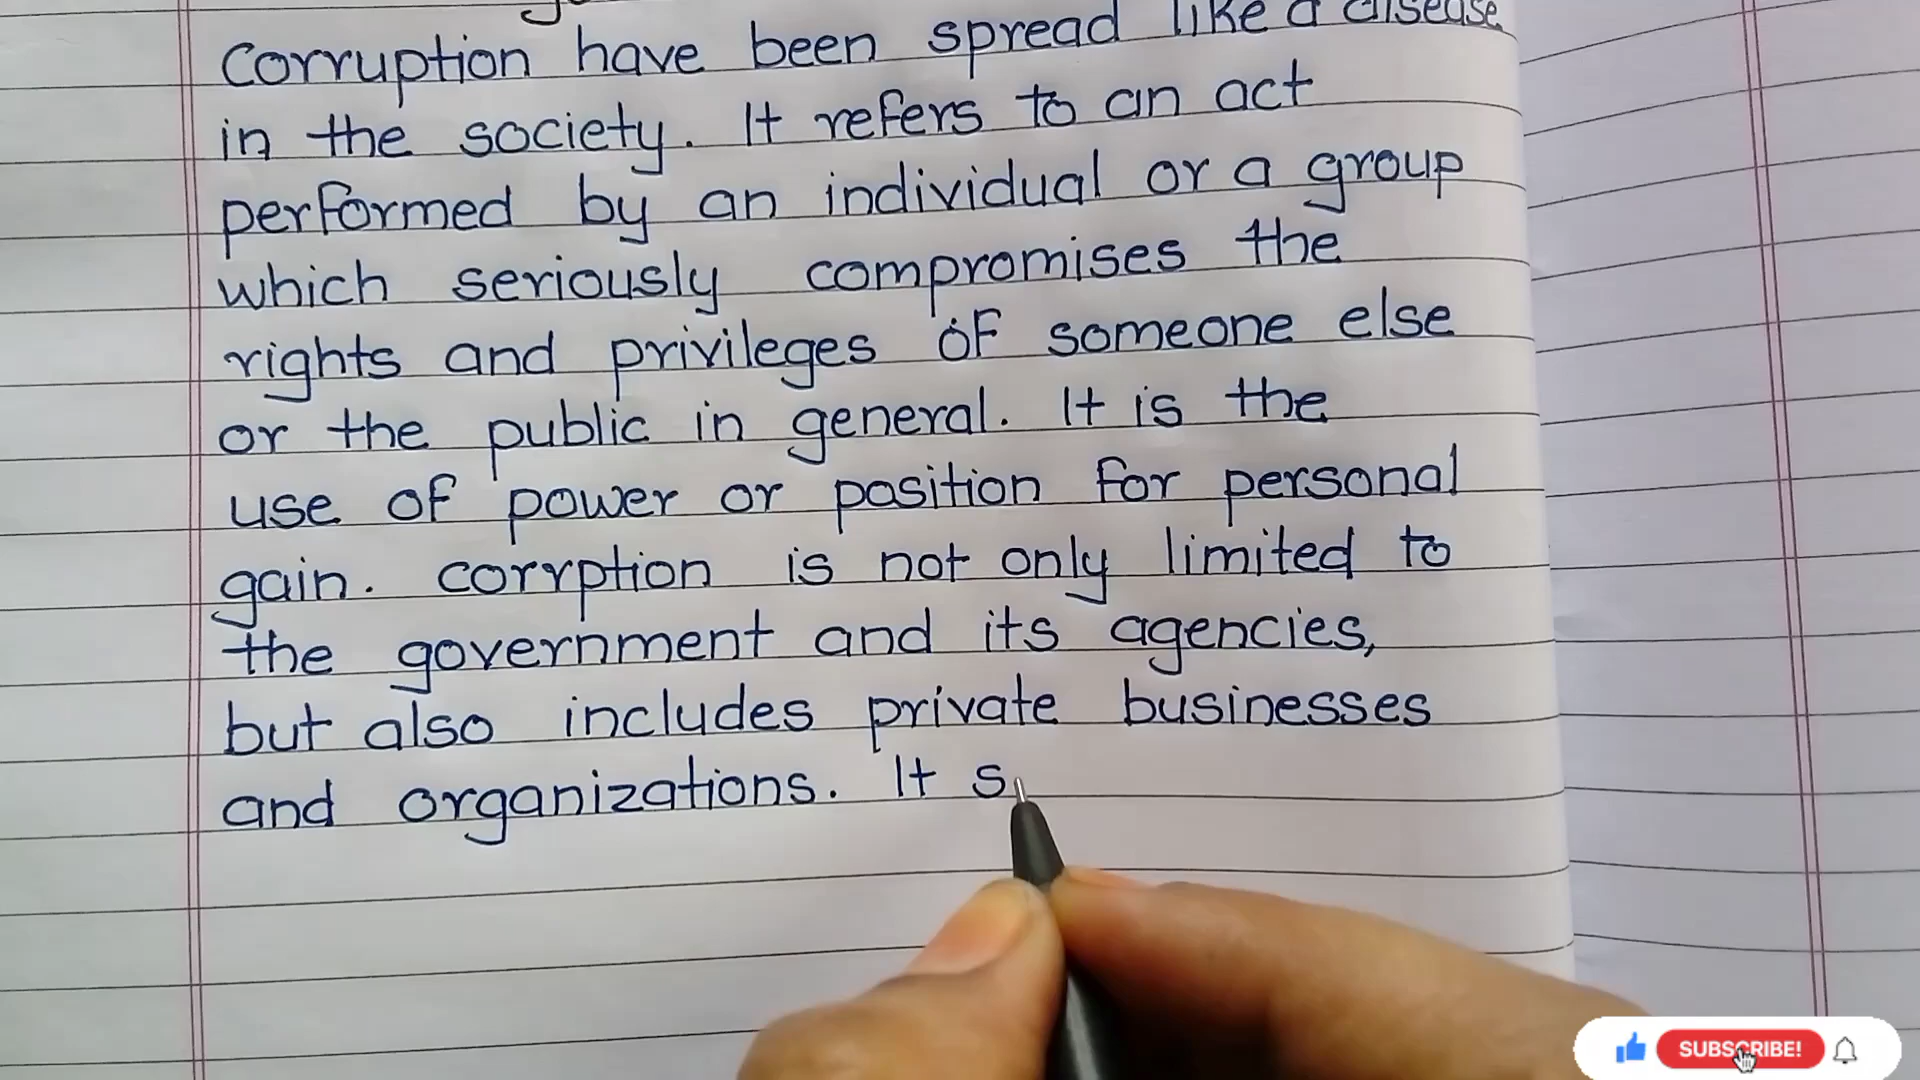 Corruption have been spread like a disease
in the society. It refers to an act
performed by an individual or a group
which seriously compromises the
rights and privileges of someone else
or the public in general. It is the
use of power or position for personal
gain. corrption is not only limited to
the government and its agencies,
but also includes private businesses
and organizations. It s
SUBSCRIBE!